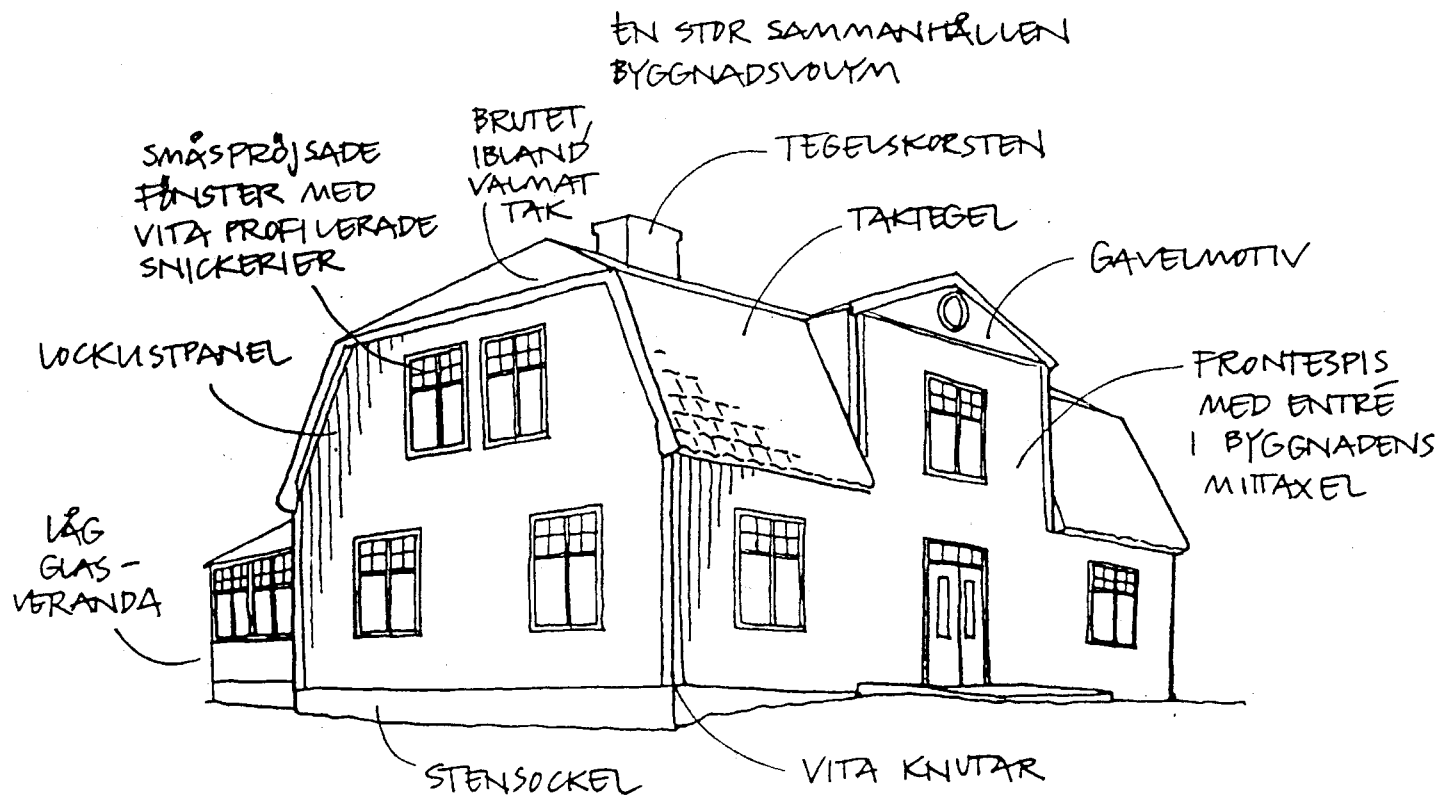 EN STOR SAMMANHÅLLEN
BYGGNADSVOLYM
BRUTET,
IBLAND
VALMAT
TAK
SMÅSPRÖJSADE
FÖNSTER MED
VITA PROFILERADE
SNICKERIER
TEGELSKORSTEN
TAKTEGEL
GAVELMOTIV
LOCKLISTPANEL
FRONTESPIS
MED ENTRÉ
I BYGGNADENS
MITTAXEL
LÅG
GLAS-
VERANDA
STENSOCKEL
VITA KNUTAR